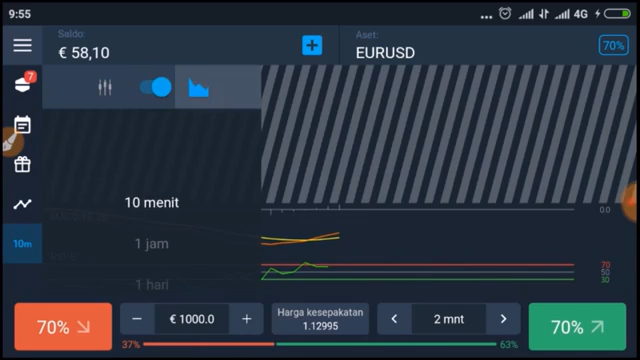 9:55
4G
Saldo:
€ 58,10
Aset:
EURUSD
70%
7
10 menit
0.0
1 jam
70
50
30
10m
1 hari
70%
€ 1000.0
Harga kesepakatan
1.12995
2 mnt
70%
37%
63%